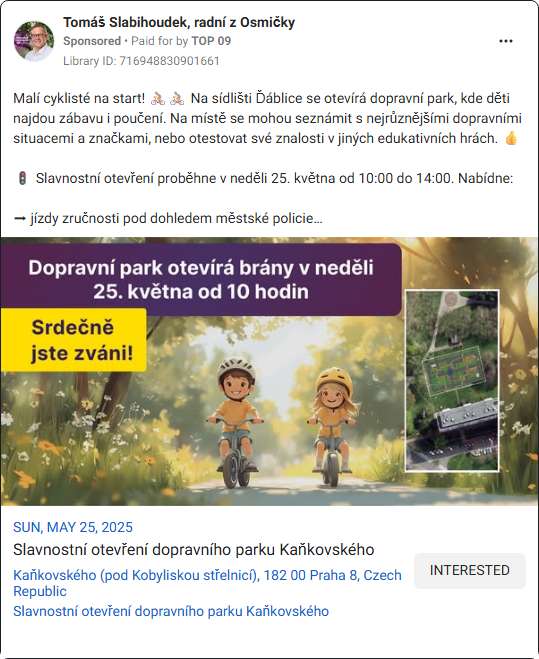 Tomáš Slabihoudek, radní z Osmičky
Sponsored • Paid for by TOP 09
Library ID: 716948830901661
Malí cyklisté na start! 🚴🏻 🚴🏻 Na sídlišti Ďáblice se otevírá dopravní park, kde děti
najdou zábavu i poučení. Na místě se mohou seznámit s nejrůznějšími dopravními
situacemi a značkami, nebo otestovat své znalosti v jiných edukativních hrách. 👍
🚦 Slavnostní otevření proběhne v neděli 25. května od 10:00 do 14:00. Nabídne:
➞ jízdy zručnosti pod dohledem městské policie...
Dopravní park otevírá brány v neděli
25. května od 10 hodin
Srdečně
jste zváni!
SUN, MAY 25, 2025
Slavnostní otevření dopravního parku Kaňkovského
Kaňkovského (pod Kobyliskou střelnicí), 182 00 Praha 8, Czech
Republic
Slavnostní otevření dopravního parku Kaňkovského
INTERESTED